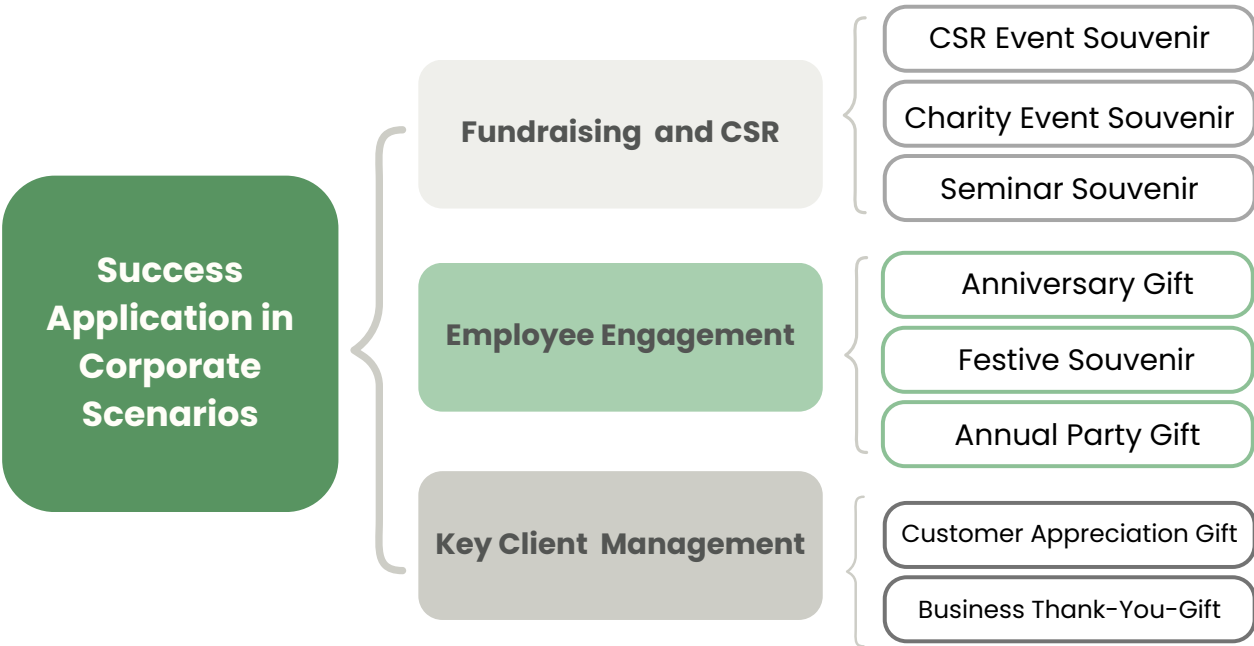 Success
Application in
Corporate
Scenarios
Fundraising and CSR
CSR Event Souvenir
Charity Event Souvenir
Seminar Souvenir
Employee Engagement
Anniversary Gift
Festive Souvenir
Annual Party Gift
Key Client Management
Customer Appreciation Gift
Business Thank-You-Gift